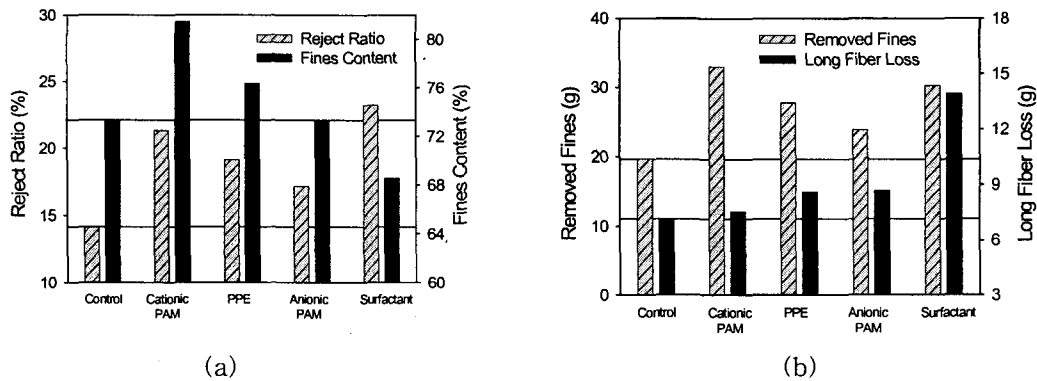 30
25
20
15
10
Reject Ratio (%)
Reject Ratio
Fines Content
80
76
72
68
64
60
Fines Content (%)
Control
Cationic
PAM
PPE
Anionic
PAM
Surfactant
(a)
40
30
20
10
0
Removed Fines (g)
Removed Fines
Long Fiber Loss
18
15
12
9
6
3
Long Fiber Loss (g)
Control
Cationic
PAM
PPE
Anionic
PAM
Surfactant
(b)